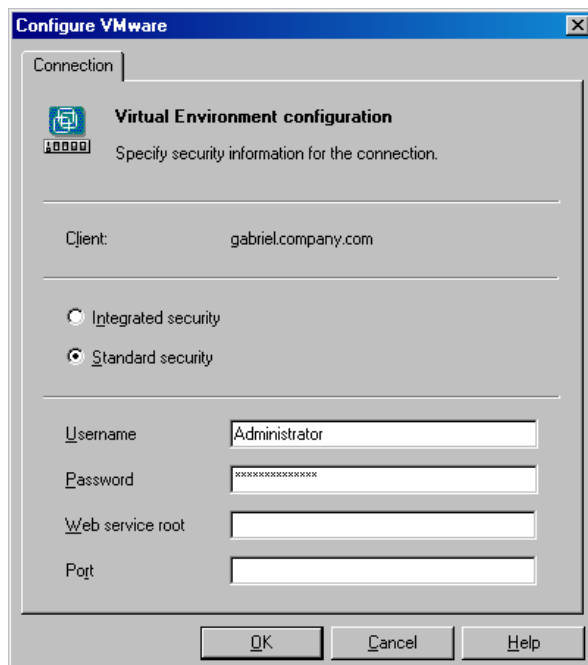 Configure VMware
Connection
Virtual Environment configuration
Specify security information for the connection.
Client: gabriel.company.com
Integrated security
Standard security
Username Administrator
Password **************
Web service root
Port
OK Cancel Help